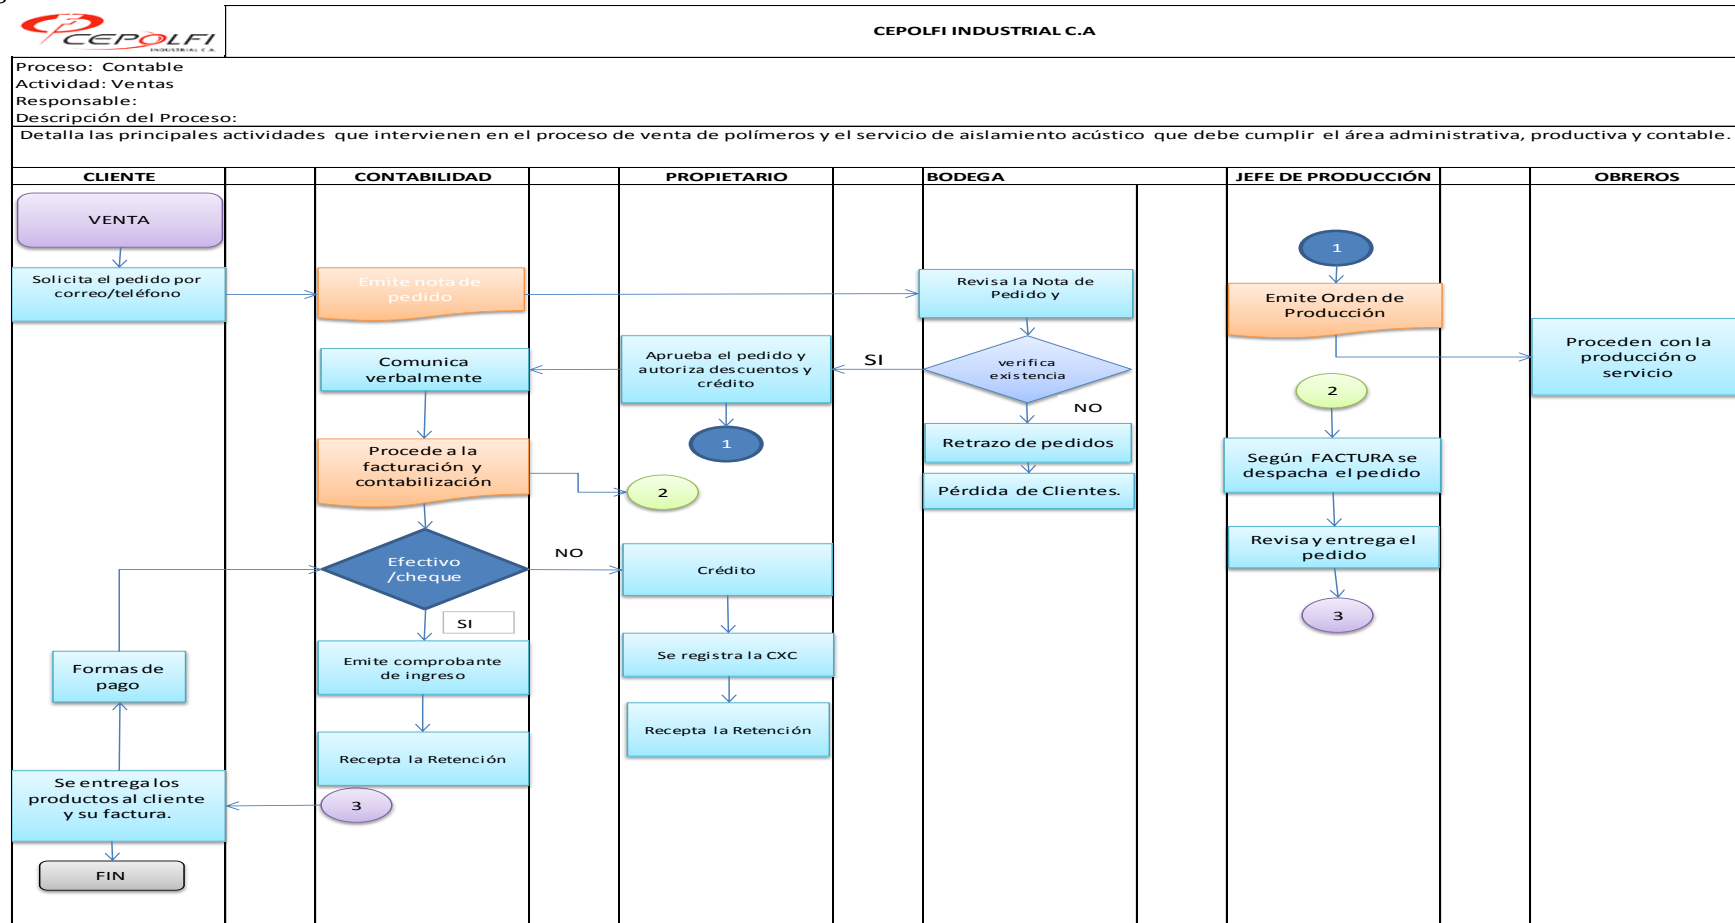 CEPOLFI
INDUSTRIAL C.A.
CEPOLFI INDUSTRIAL C.A
Proceso: Contable
Actividad: Ventas
Responsable:
Descripción del Proceso:
Detalla las principales actividades que intervienen en el proceso de venta de polímeros y el servicio de aislamiento acústico que debe cumplir el área administrativa, productiva y contable.
CLIENTE
CONTABILIDAD
PROPIETARIO
BODEGA
JEFE DE PRODUCCIÓN
OBREROS
VENTA
Solicita el pedido por
correo/teléfono
Emite nota de
pedido
Revisa la Nota de
Pedido y
1
Emite Orden de
Producción
Proceden con la
producción o
servicio
Comunica
verbalmente
Aprueba el pedido y
autoriza descuentos y
crédito
SI
verifica
existencia
NO
2
1
Retrazo de pedidos
Procede a la
facturación y
contabilización
2
Pérdida de Clientes.
Según FACTURA se
despacha el pedido
Revisa y entrega el
pedido
3
Efectivo
/cheque
NO
Crédito
SI
Formas de
pago
Emite comprobante
de ingreso
Se registra la CXC
Recepta la Retención
Recepta la Retención
Se entrega los
productos al cliente
y su factura.
3
FIN